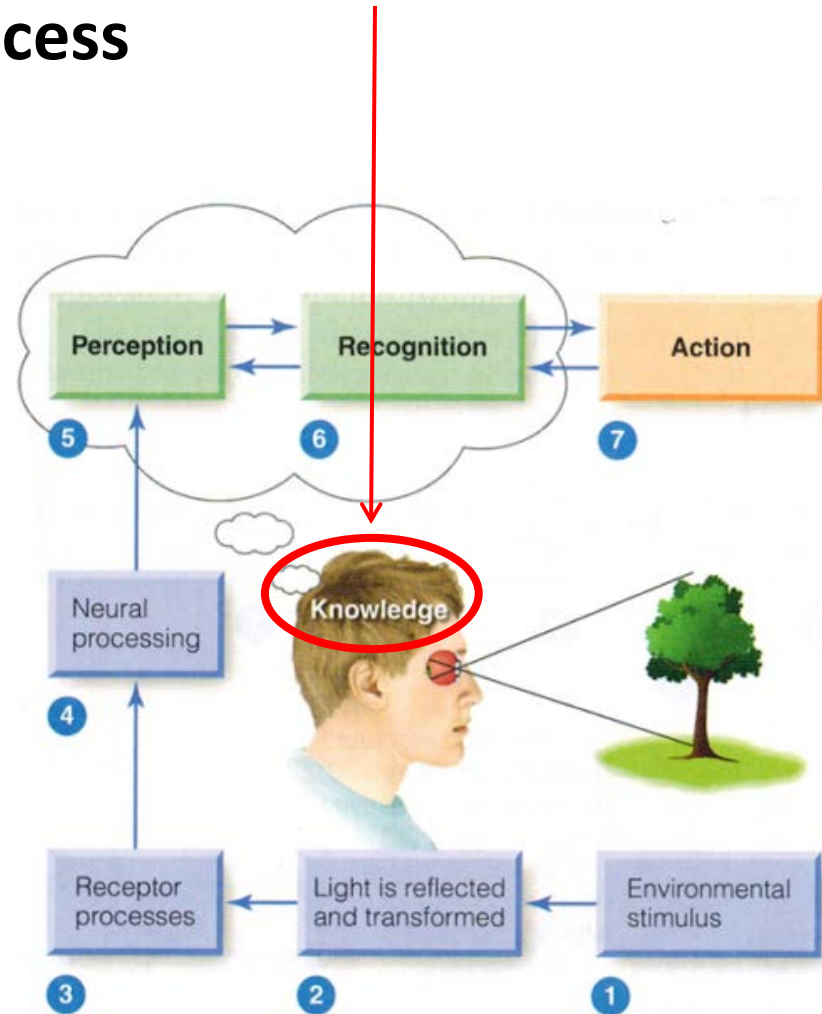 cess
Perception
Recognition
Action
5
6
7
Neural
processing
Knowledge
4
Receptor
processes
Light is reflected
and transformed
Environmental
stimulus
3
2
1